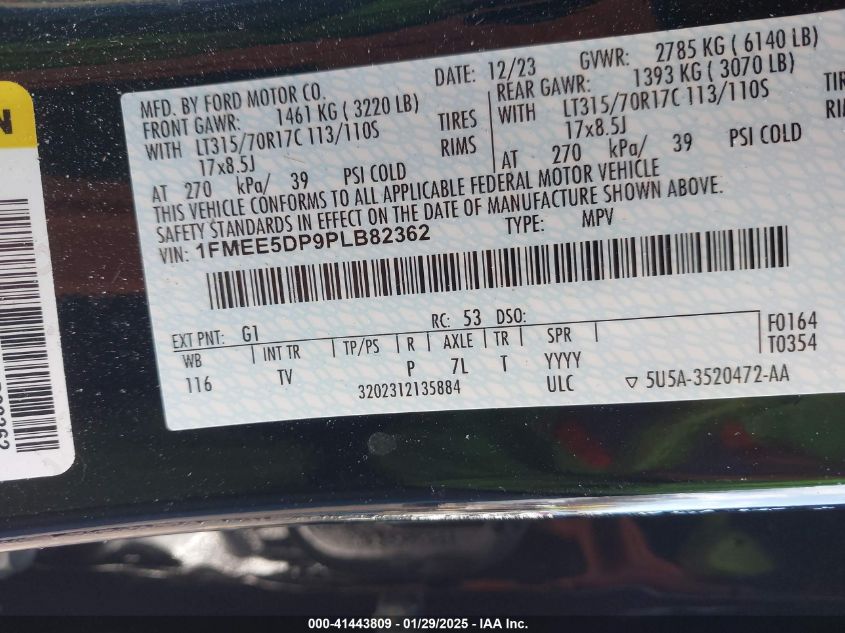 MFD. BY FORD MOTOR CO.
DATE: 12/23
GVWR: 2785 KG ( 6140 LB)
FRONT GAWR: 1461 KG ( 3220 LB)
REAR GAWR: 1393 KG ( 3070 LB)
WITH LT315/70R17C 113/110S TIRES
WITH LT315/70R17C 113/110S TIRE
17x8.5J RIMS
17x8.5J RIM
AT 270 kPa/ 39 PSI COLD
AT 270 kPa/ 39 PSI COLD
THIS VEHICLE CONFORMS TO ALL APPLICABLE FEDERAL MOTOR VEHICLE
SAFETY STANDARDS IN EFFECT ON THE DATE OF MANUFACTURE SHOWN ABOVE.
VIN: 1FMEE5DP9PLB82362 TYPE: MPV
EXT PNT: G1 RC: 53 DSO:
WB INT TR TP/PS R AXLE TR SPR
116 TV P 7L T YYYY
3202312135884 ULC
F0164
T0354
▽ 5U5A-3520472-AA
000-41443809 - 01/29/2025 - IAA Inc.